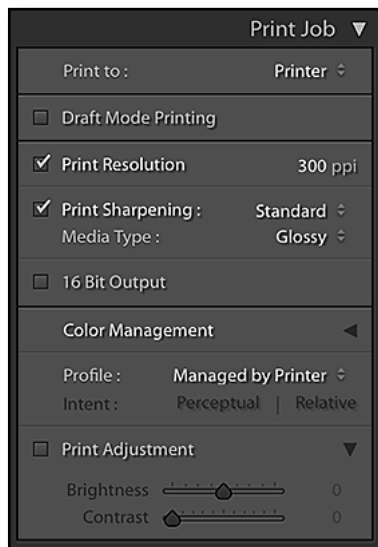 Print Job
Print to : Printer
Draft Mode Printing
Print Resolution 300 ppi
Print Sharpening : Standard
Media Type : Glossy
16 Bit Output
Color Management
Profile : Managed by Printer
Intent : Perceptual | Relative
Print Adjustment
Brightness 0
Contrast 0